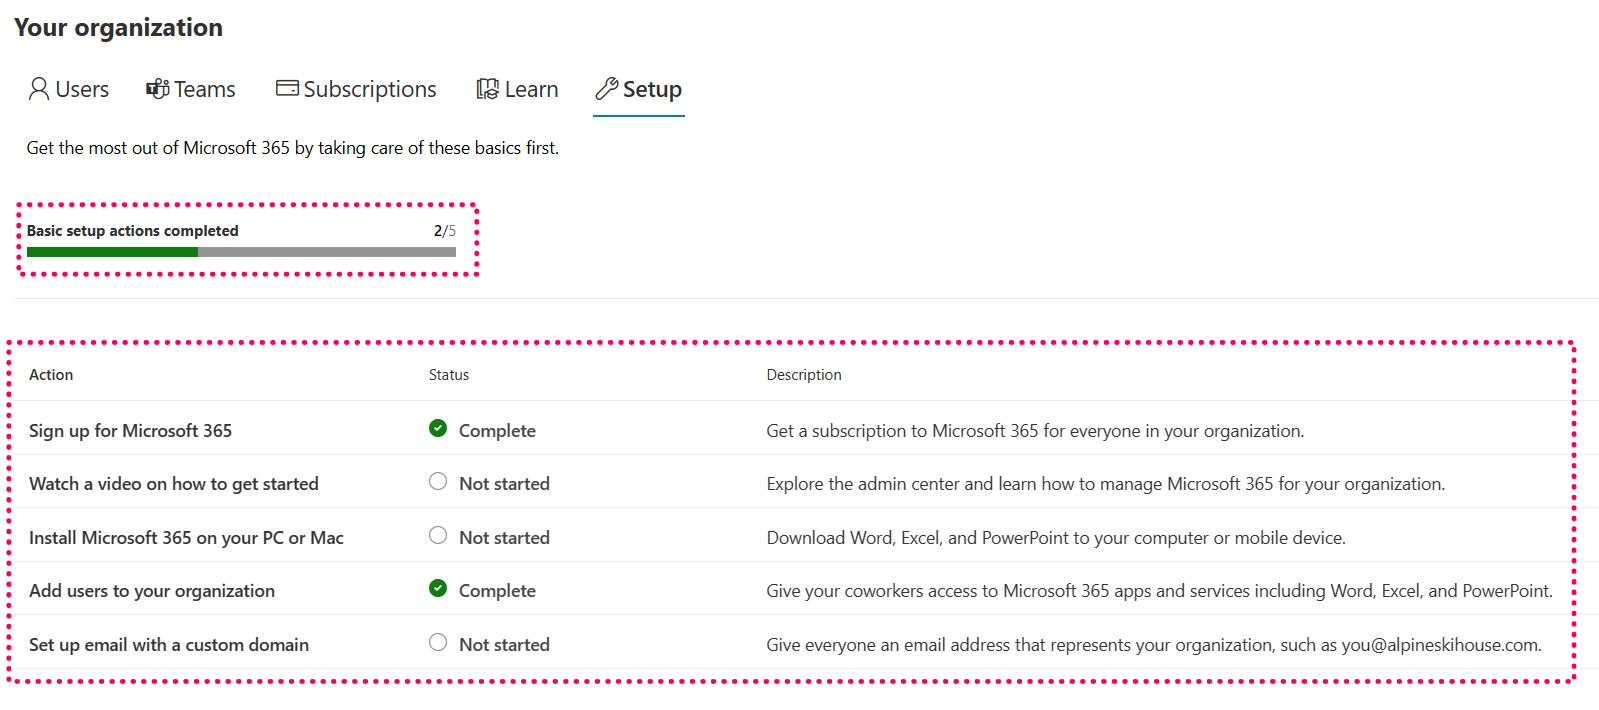 Your organization
Users Teams Subscriptions Learn Setup
Get the most out of Microsoft 365 by taking care of these basics first.
Basic setup actions completed 2/5
Action Status Description
Sign up for Microsoft 365 Complete Get a subscription to Microsoft 365 for everyone in your organization.
Watch a video on how to get started Not started Explore the admin center and learn how to manage Microsoft 365 for your organization.
Install Microsoft 365 on your PC or Mac Not started Download Word, Excel, and PowerPoint to your computer or mobile device.
Add users to your organization Complete Give your coworkers access to Microsoft 365 apps and services including Word, Excel, and PowerPoint.
Set up email with a custom domain Not started Give everyone an email address that represents your organization, such as you@alpineskihouse.com.